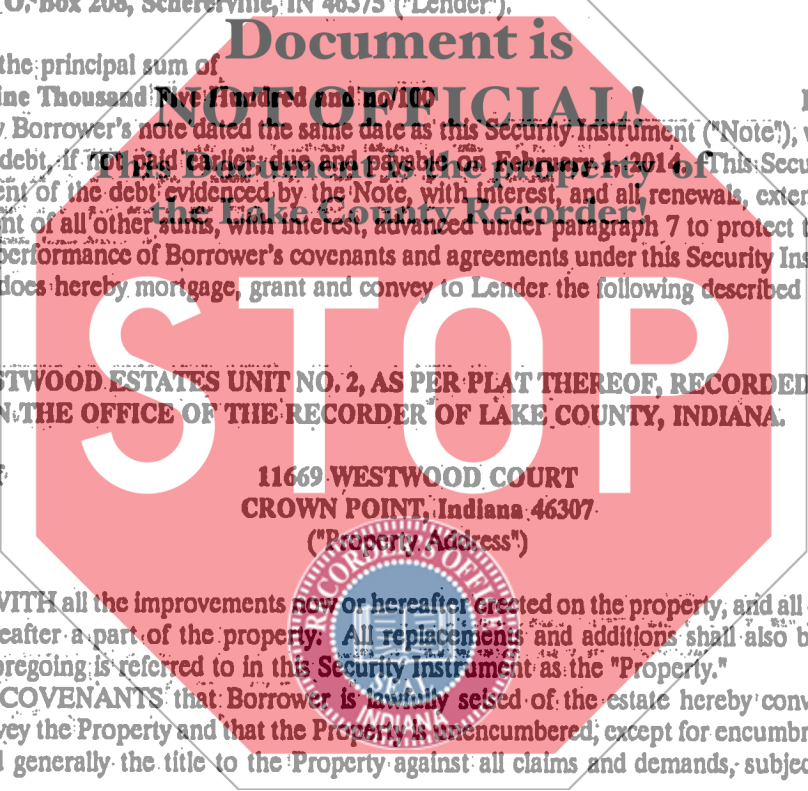 O. Box 208, Schererville, IN 46375 ("Lender").
Document is
the principal sum of
NOT OFFICIAL!
ine Thousand Five Hundred and no/100
Borrower's note dated the same date as this Security Instrument ("Note"),
debt, if not paid earlier, due and payable on February 1, 2014. This Secu
This Document is the property of
ent of the debt evidenced by the Note, with interest, and all renewals, exten
the Lake County Recorder!
nt of all other sums, with interest, advanced under paragraph 7 to protect t
performance of Borrower's covenants and agreements under this Security Ins
does hereby mortgage, grant and convey to Lender the following described
STOP
STWOOD ESTATES UNIT NO. 2, AS PER PLAT THEREOF, RECORDED
N THE OFFICE OF THE RECORDER OF LAKE COUNTY, INDIANA.
11669 WESTWOOD COURT
CROWN POINT, Indiana 46307
("Property Address")
RECORDER'S OFFICE
SEAL
INDIANA
WITH all the improvements now or hereafter erected on the property, and all
eafter a part of the property. All replacements and additions shall also b
oregoing is referred to in this Security Instrument as the "Property."
COVENANTS that Borrower is lawfully seised of the estate hereby conv
vey the Property and that the Property is unencumbered, except for encumbr
generally the title to the Property against all claims and demands, subjec